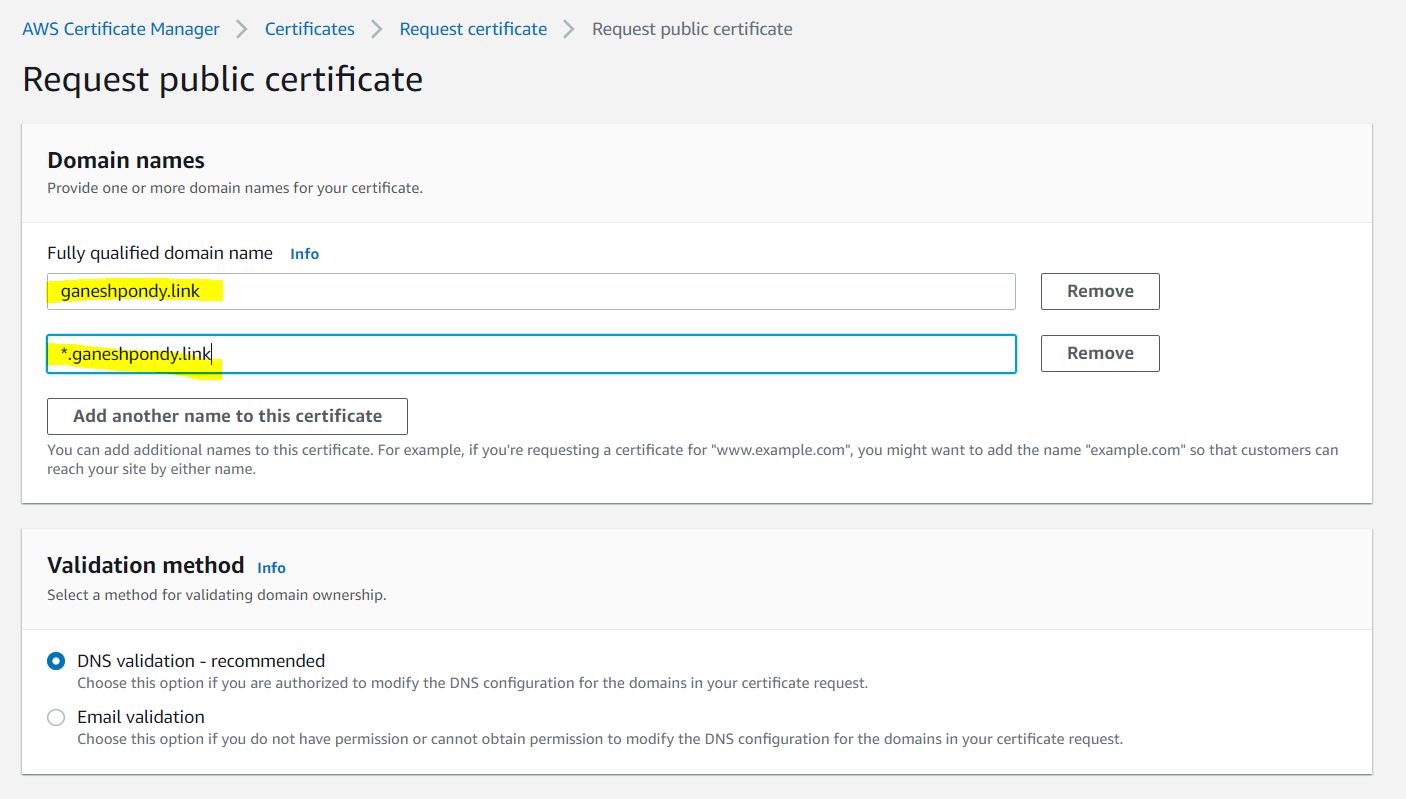 AWS Certificate Manager > Certificates > Request certificate > Request public certificate
Request public certificate
Domain names
Provide one or more domain names for your certificate.
Fully qualified domain name Info
ganeshpondy.link Remove
*.ganeshpondy.link Remove
Add another name to this certificate
You can add additional names to this certificate. For example, if you're requesting a certificate for "www.example.com", you might want to add the name "example.com" so that customers can
reach your site by either name.
Validation method Info
Select a method for validating domain ownership.
DNS validation - recommended
Choose this option if you are authorized to modify the DNS configuration for the domains in your certificate request.
Email validation
Choose this option if you do not have permission or cannot obtain permission to modify the DNS configuration for the domains in your certificate request.